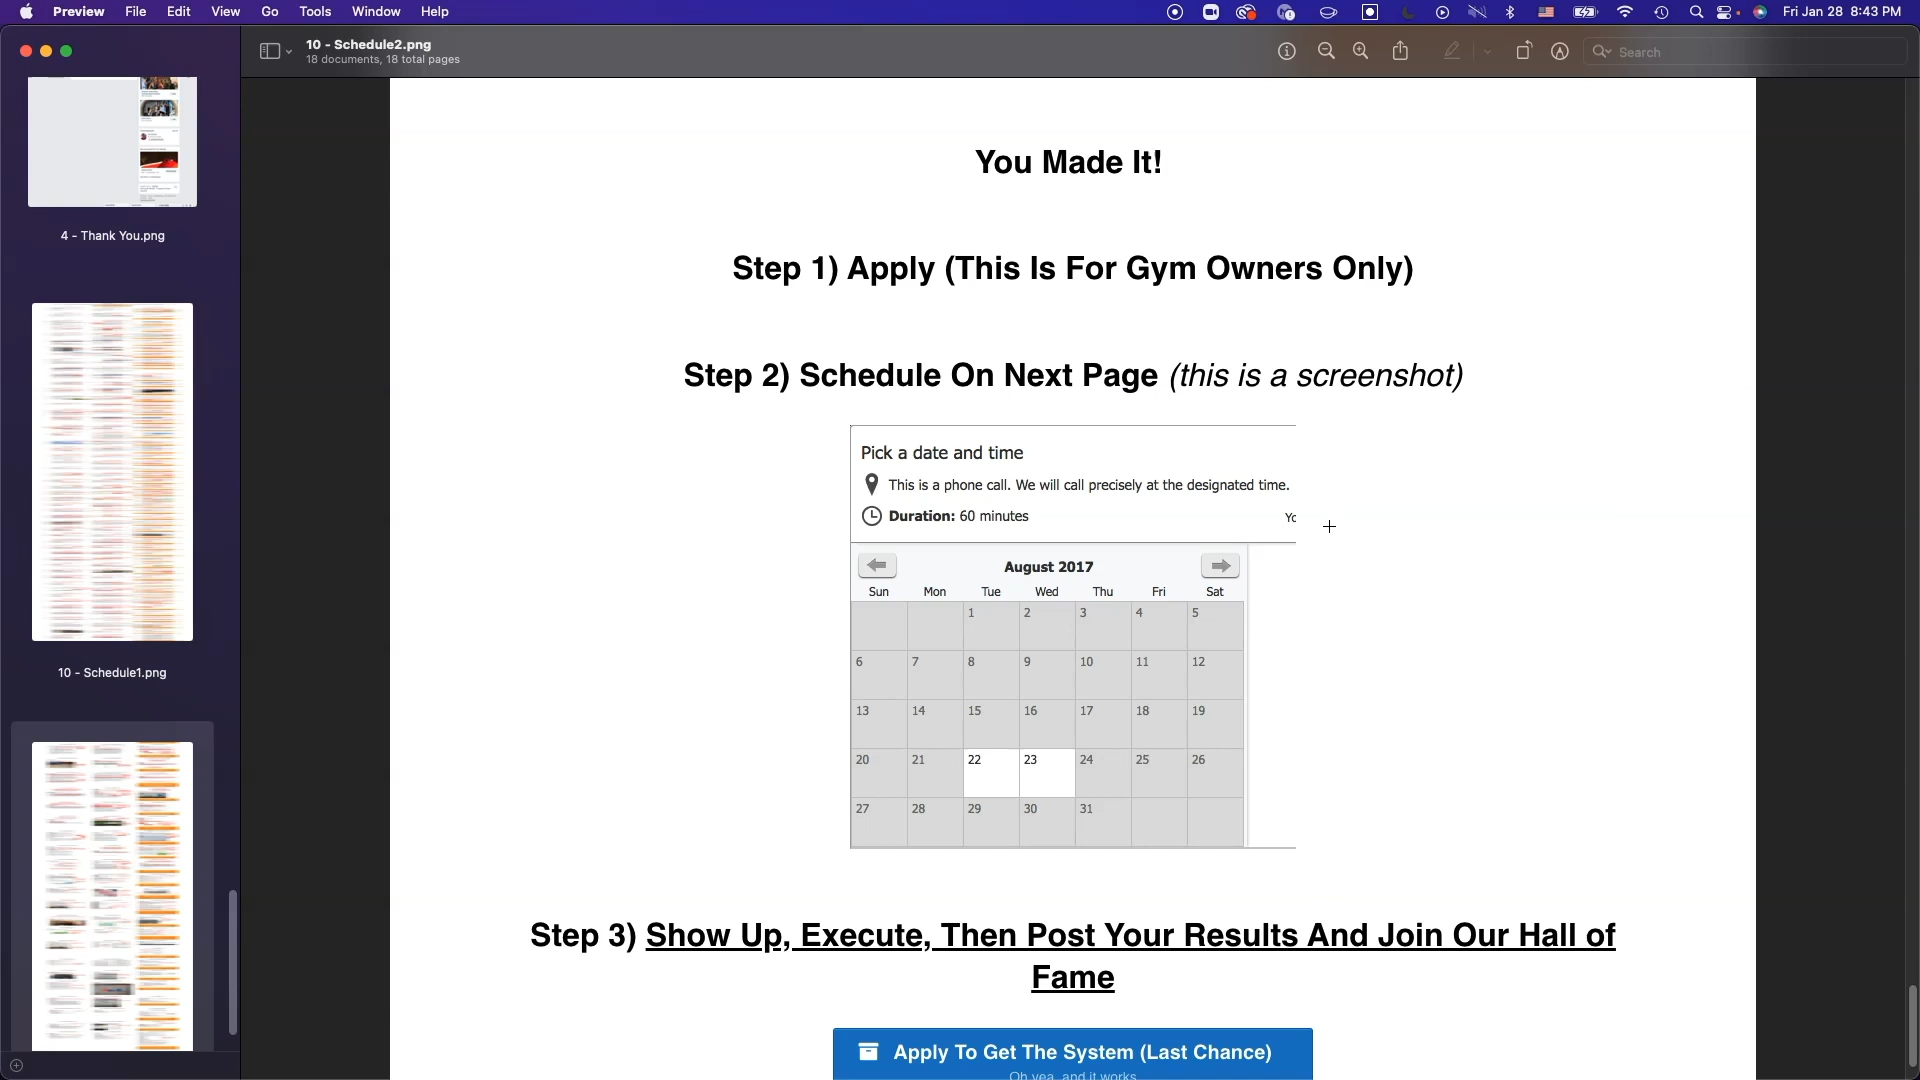 Preview File Edit View Go Tools Window Help
Fri Jan 28 8:43 PM
10 - Schedule2.png
18 documents, 18 total pages
Search
4 - Thank You.png
10 - Schedule1.png
You Made It!
Step 1) Apply (This Is For Gym Owners Only)
Step 2) Schedule On Next Page (this is a screenshot)
Pick a date and time
This is a phone call. We will call precisely at the designated time.
Duration: 60 minutes
Yo
August 2017
Sun Mon Tue Wed Thu Fri Sat
1 2 3 4 5
6 7 8 9 10 11 12
13 14 15 16 17 18 19
20 21 22 23 24 25 26
27 28 29 30 31
Step 3) Show Up, Execute, Then Post Your Results And Join Our Hall of
Fame
Apply To Get The System (Last Chance)
Oh yea, and it works